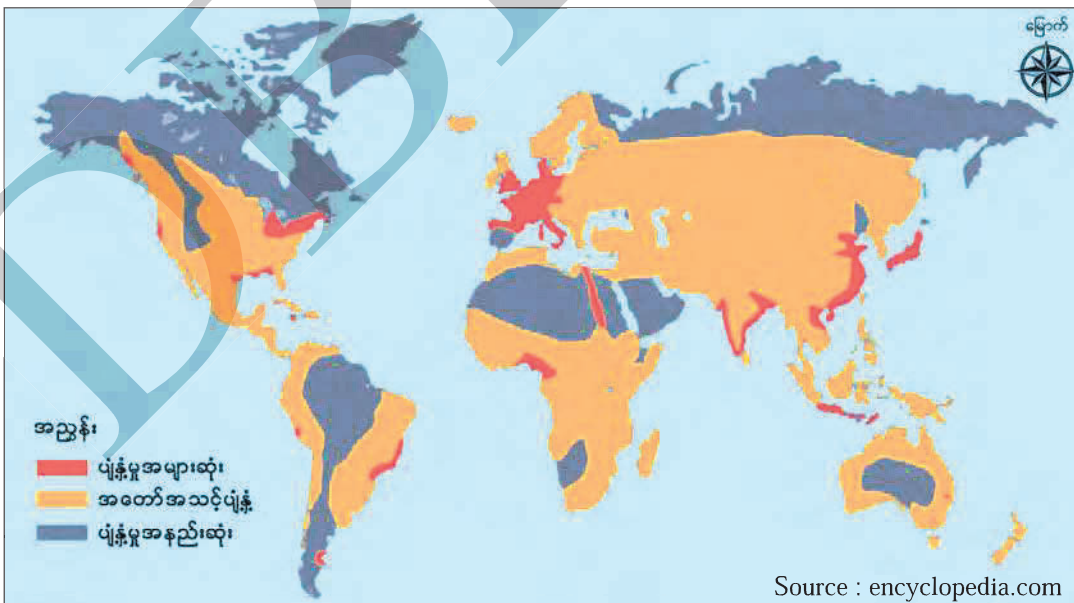 မြောက်
အညွှန်း
ပျံ့နှံ့မှုအများဆုံး
အတော်အသင့်ပျံ့နှံ့
ပျံ့နှံ့မှုအနည်းဆုံး
Source : encyclopedia.com